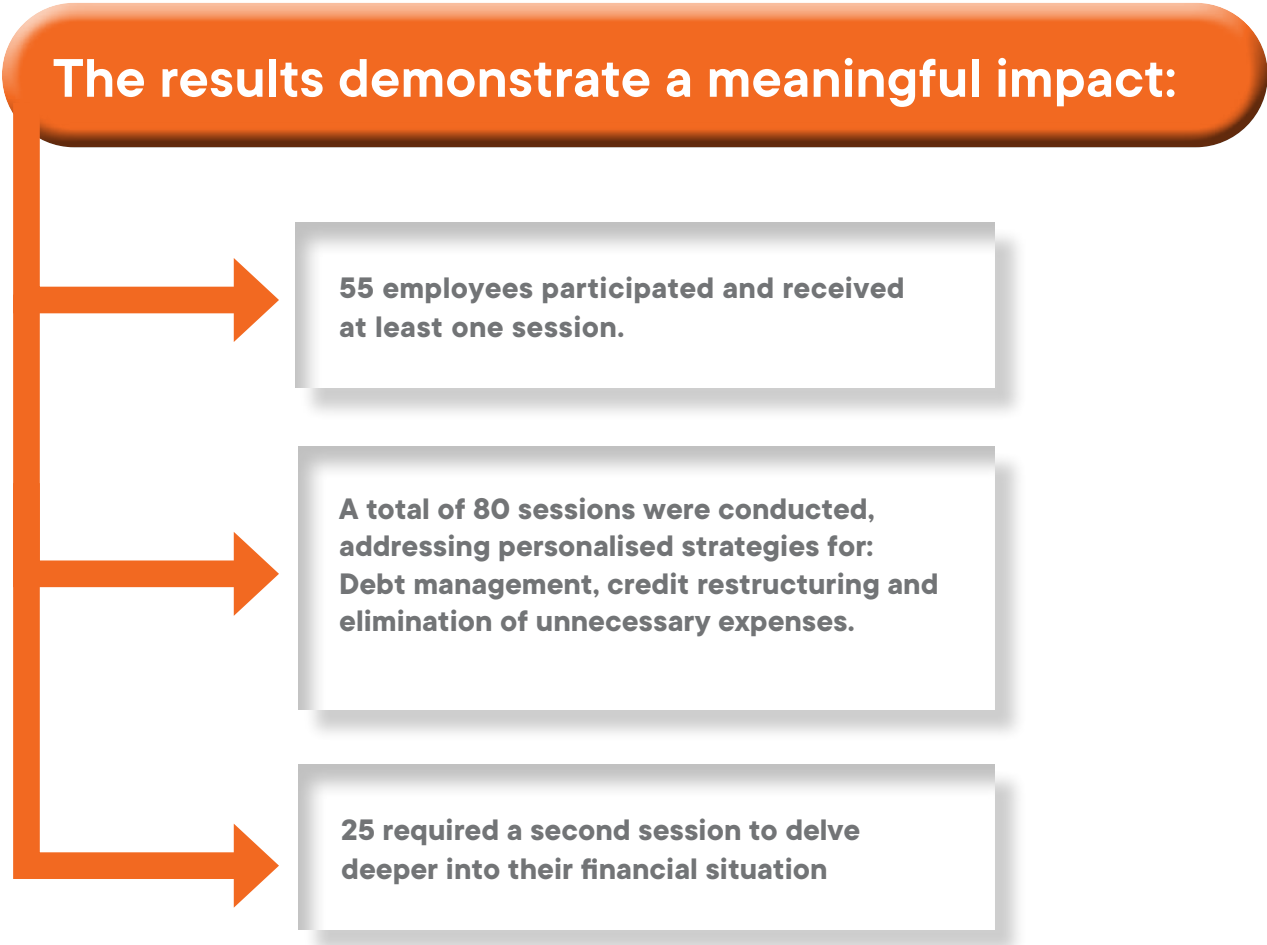 The results demonstrate a meaningful impact:
55 employees participated and received
at least one session.
A total of 80 sessions were conducted,
addressing personalised strategies for:
Debt management, credit restructuring and
elimination of unnecessary expenses.
25 required a second session to delve
deeper into their financial situation